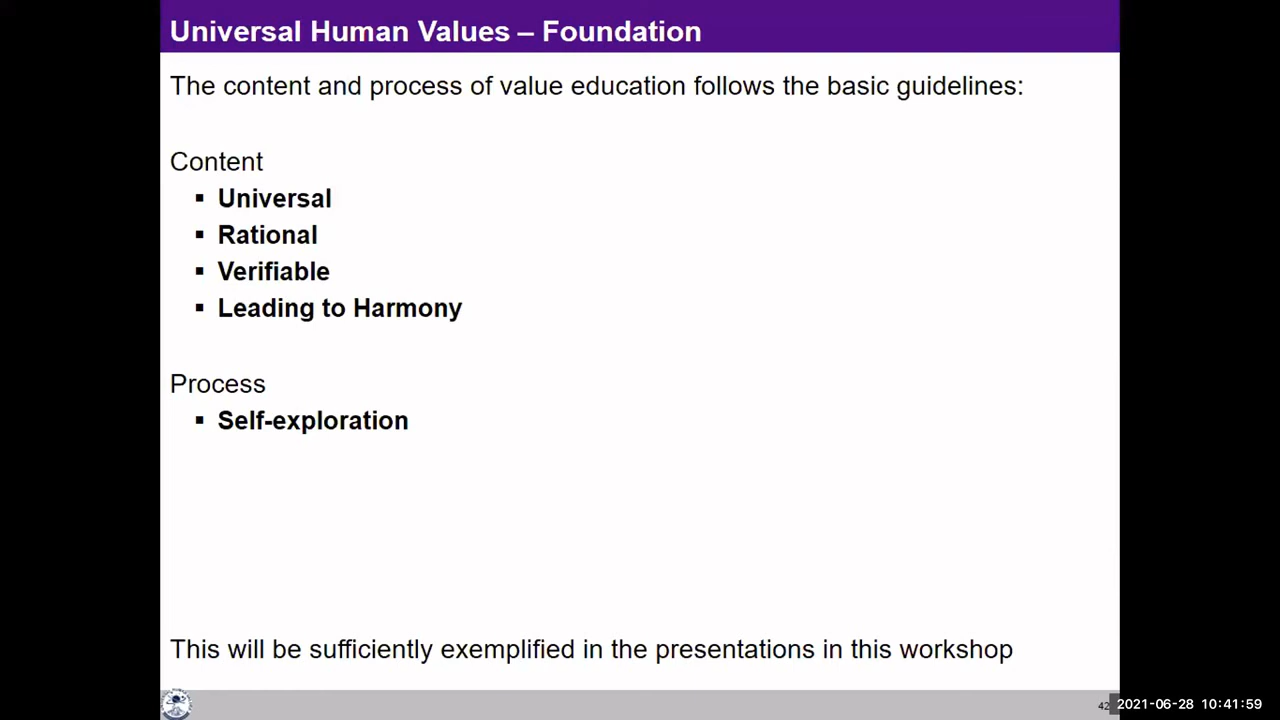 Universal Human Values – Foundation
The content and process of value education follows the basic guidelines:
Content
▪ Universal
▪ Rational
▪ Verifiable
▪ Leading to Harmony
Process
▪ Self-exploration
This will be sufficiently exemplified in the presentations in this workshop
42
2021-06-28 10:41:59